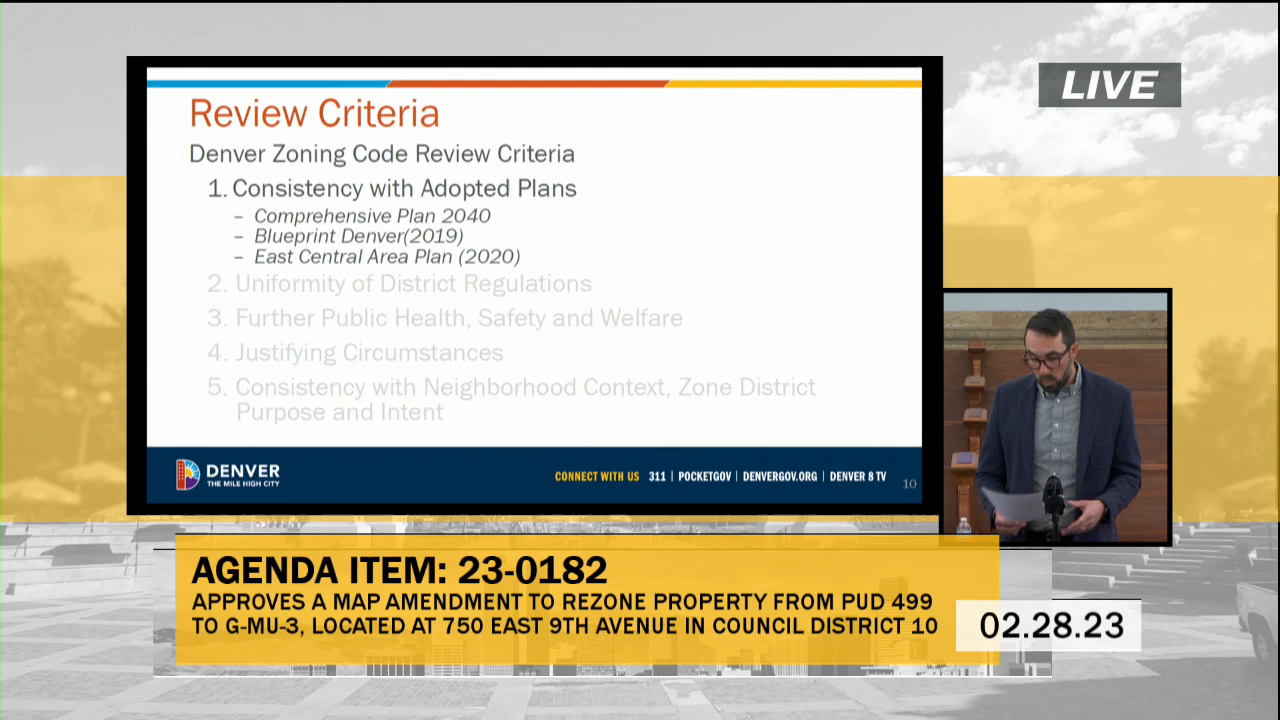 LIVE
Review Criteria
Denver Zoning Code Review Criteria
1. Consistency with Adopted Plans
– Comprehensive Plan 2040
– Blueprint Denver(2019)
– East Central Area Plan (2020)
2. Uniformity of District Regulations
3. Further Public Health, Safety and Welfare
4. Justifying Circumstances
5. Consistency with Neighborhood Context, Zone District
Purpose and Intent
DENVER
THE MILE HIGH CITY
CONNECT WITH US 311 | POCKETGOV | DENVERGOV.ORG | DENVER 8 TV
10
AGENDA ITEM: 23-0182
APPROVES A MAP AMENDMENT TO REZONE PROPERTY FROM PUD 499
TO G-MU-3, LOCATED AT 750 EAST 9TH AVENUE IN COUNCIL DISTRICT 10
02.28.23